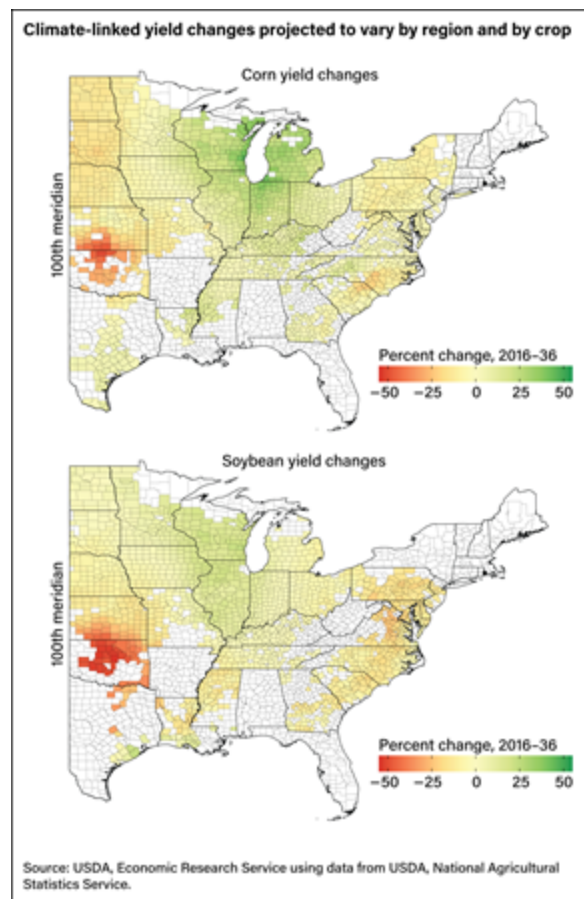 Climate-linked yield changes projected to vary by region and by crop
Corn yield changes
100th meridian
Percent change, 2016–36
−50 −25 0 25 50
Soybean yield changes
100th meridian
Percent change, 2016–36
−50 −25 0 25 50
Source: USDA, Economic Research Service using data from USDA, National Agricultural
Statistics Service.